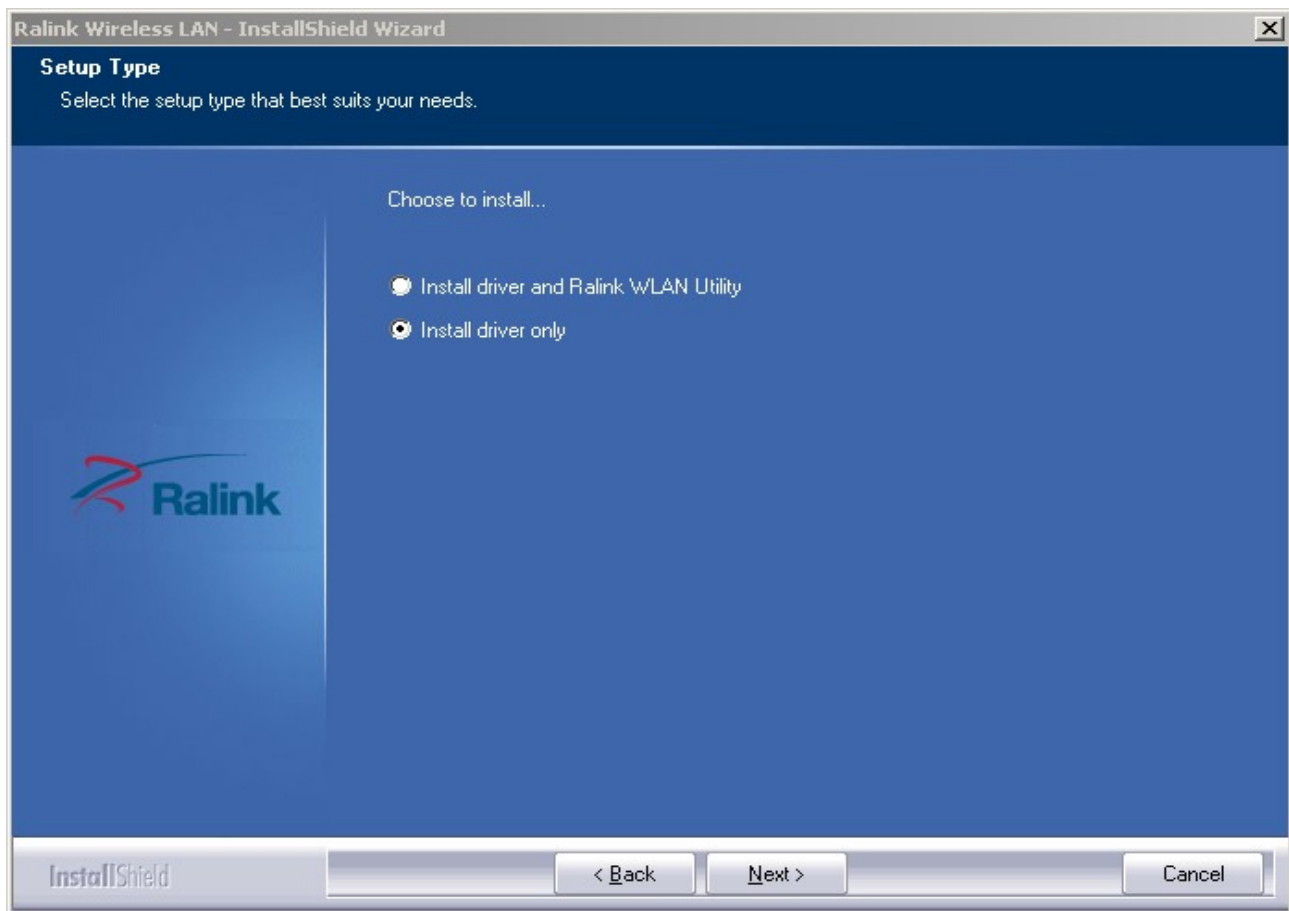 Ralink Wireless LAN - InstallShield Wizard
Setup Type
Select the setup type that best suits your needs.
Choose to install...
Install driver and Ralink WLAN Utility
Install driver only
Ralink
InstallShield
< Back
Next >
Cancel